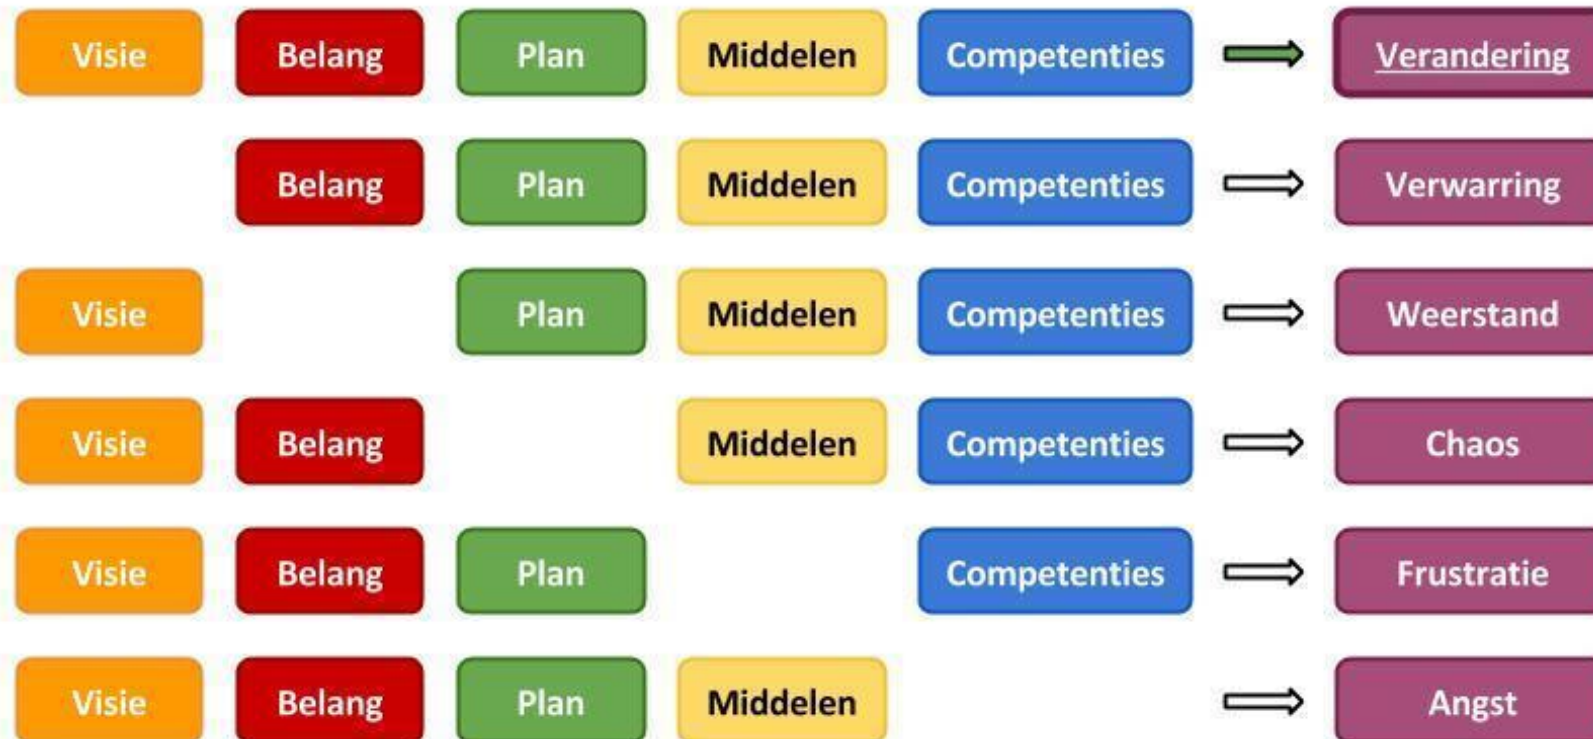 Visie Belang Plan Middelen Competenties Verandering
Belang Plan Middelen Competenties Verwarring
Visie Plan Middelen Competenties Weerstand
Visie Belang Middelen Competenties Chaos
Visie Belang Plan Competenties Frustratie
Visie Belang Plan Middelen Angst